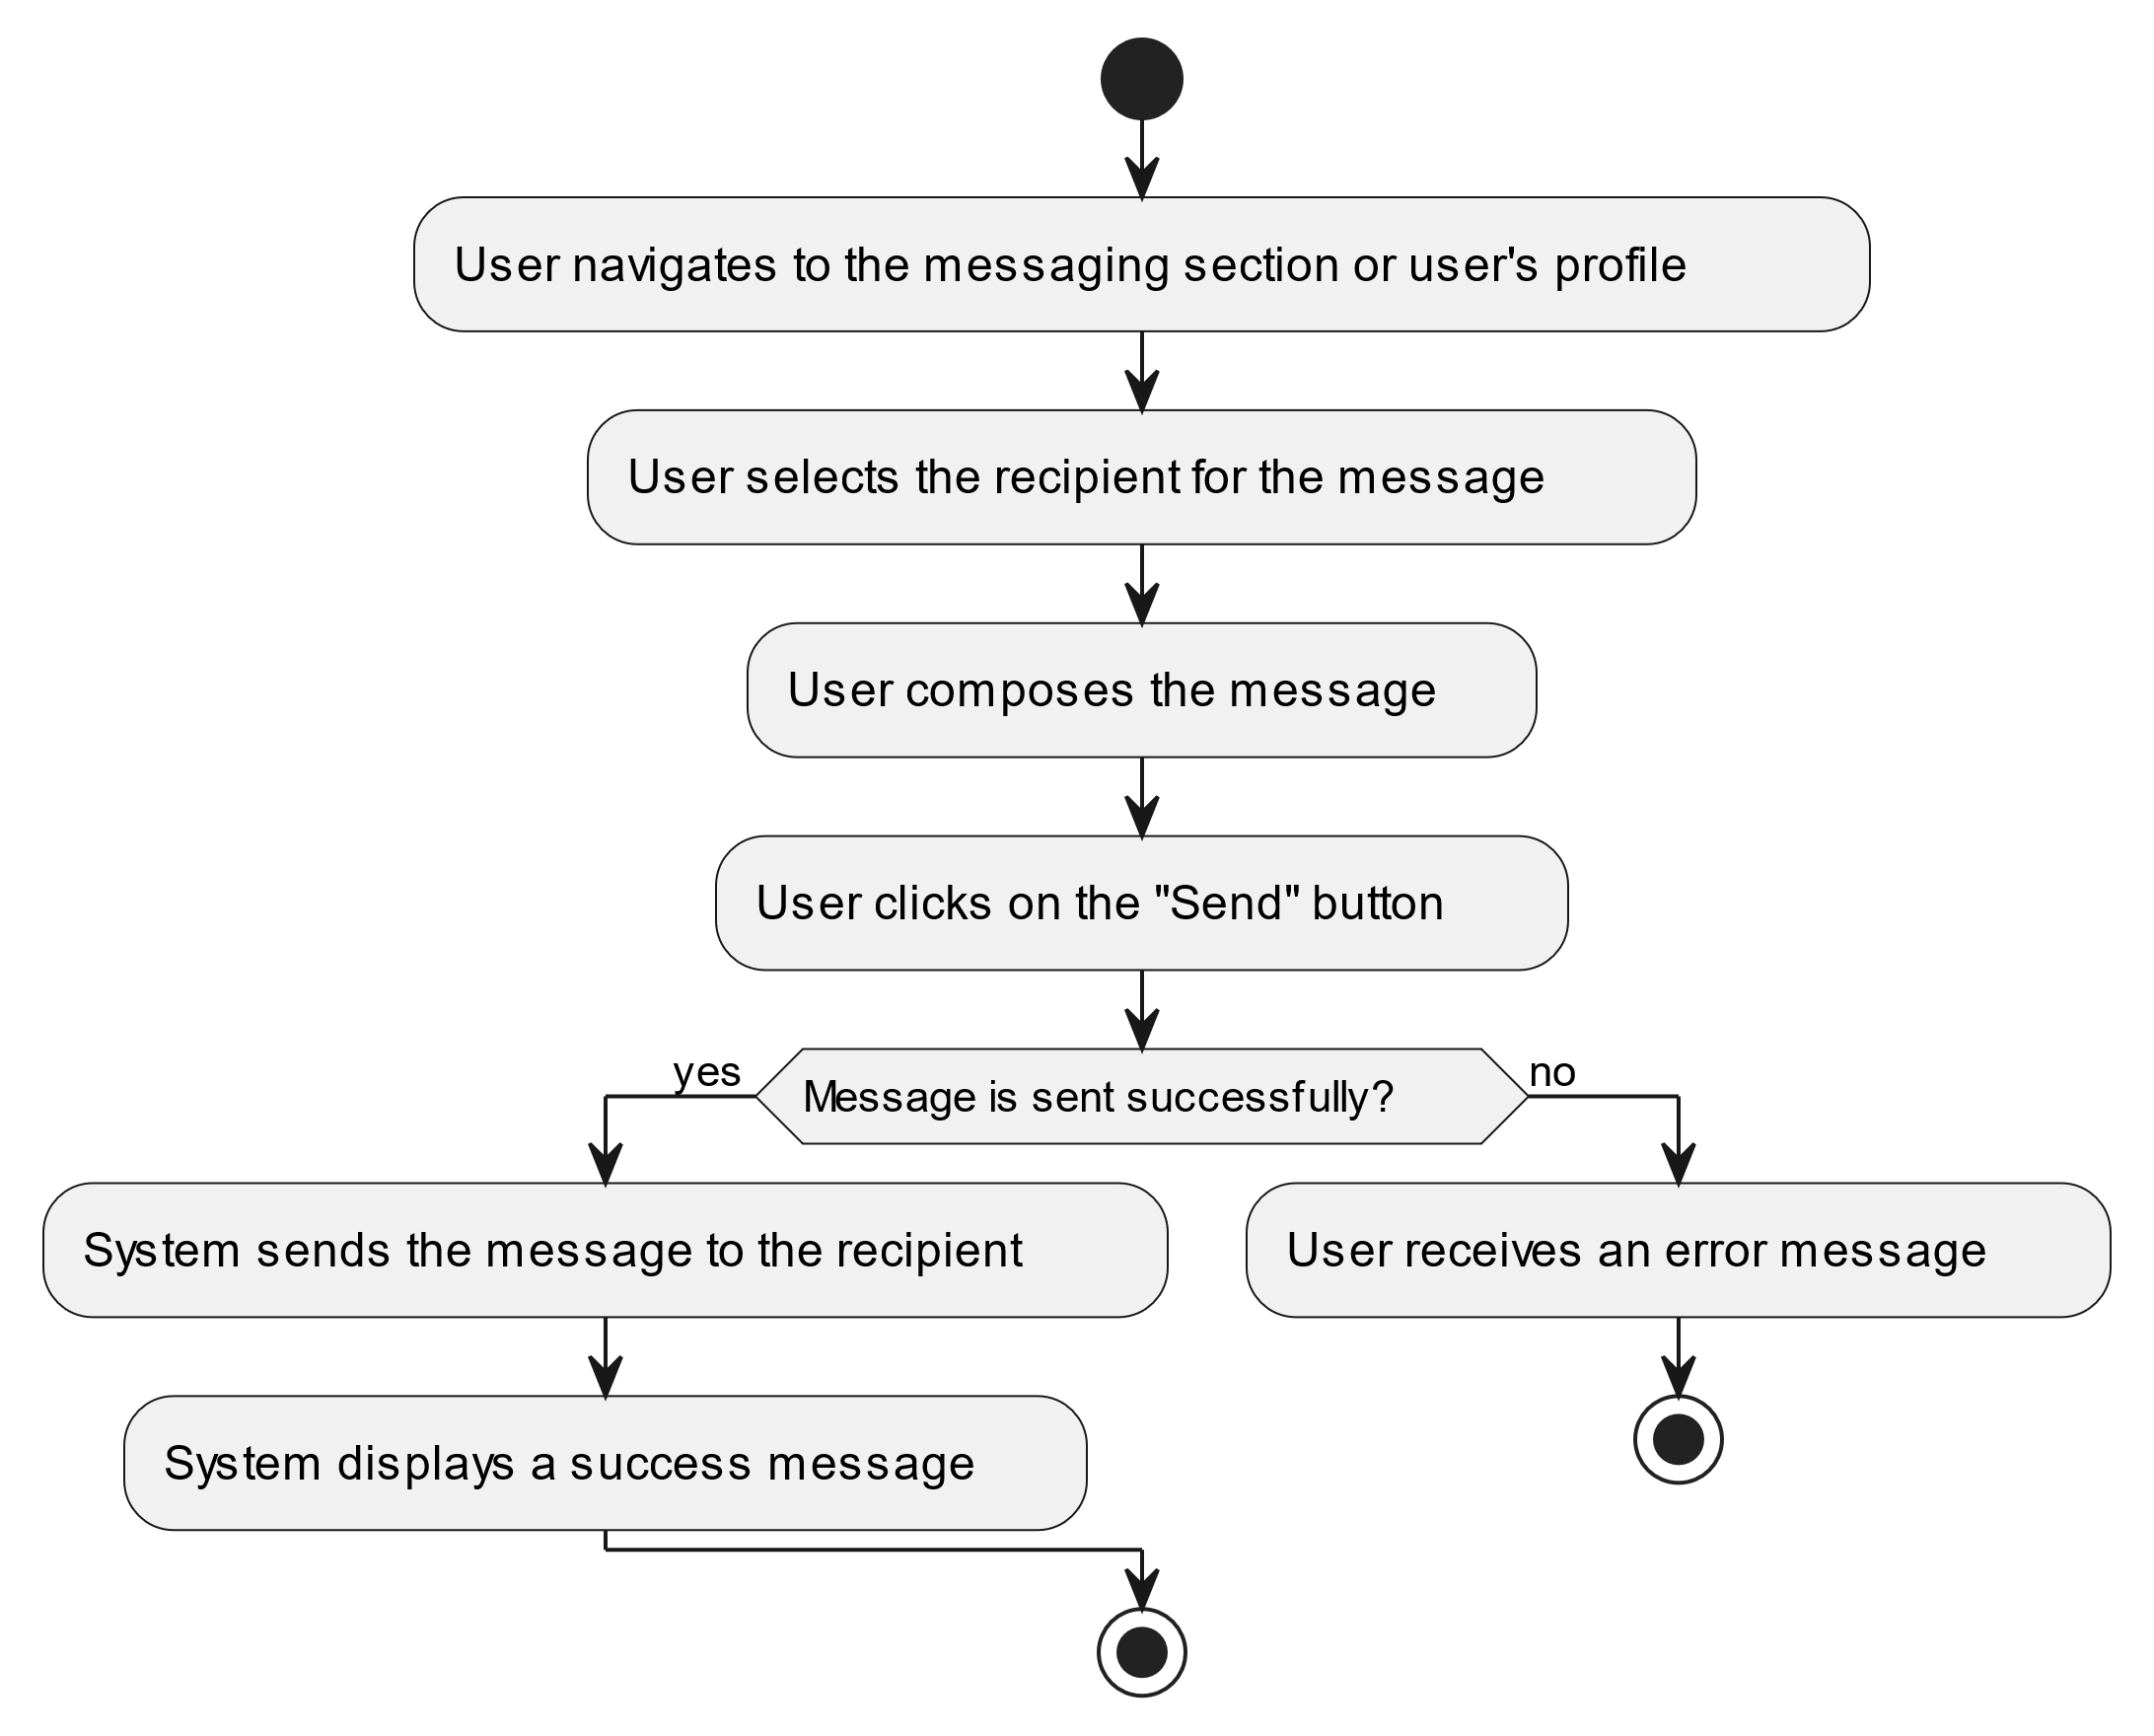 User navigates to the messaging section or user's profile
User selects the recipient for the message
User composes the message
User clicks on the "Send" button
yes
Message is sent successfully?
no
System sends the message to the recipient
User receives an error message
System displays a success message